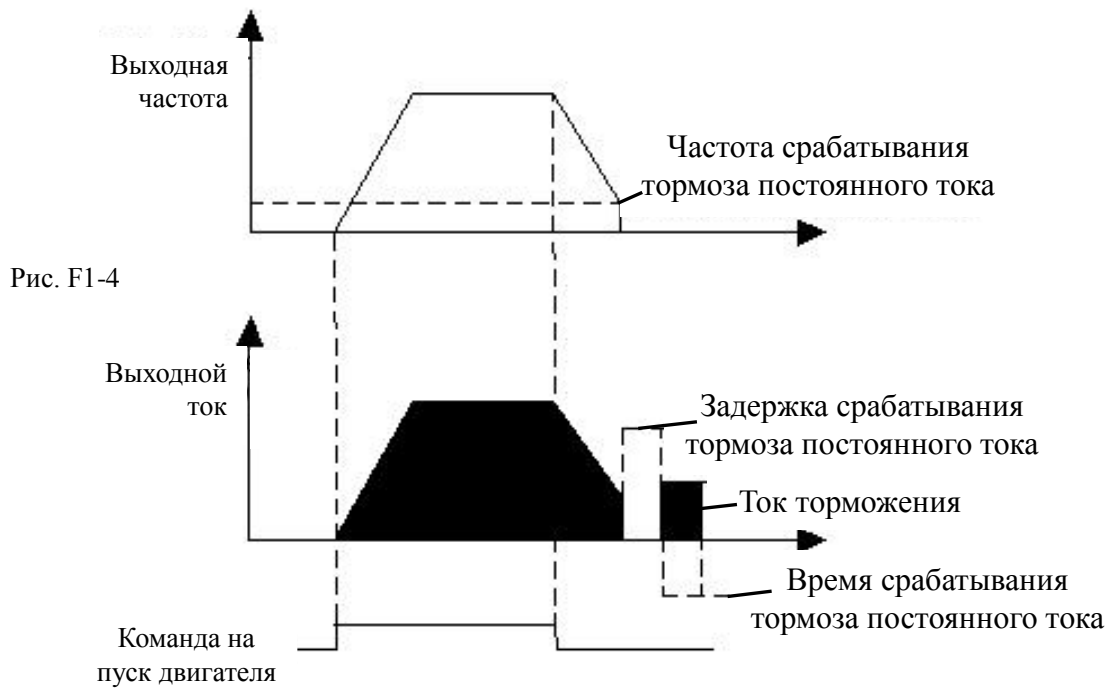 Выходная
частота
Частота срабатывания
тормоза постоянного тока
Рис. F1-4
Выходной
ток
Задержка срабатывания
тормоза постоянного тока
Ток торможения
Время срабатывания
тормоза постоянного тока
Команда на
пуск двигателя